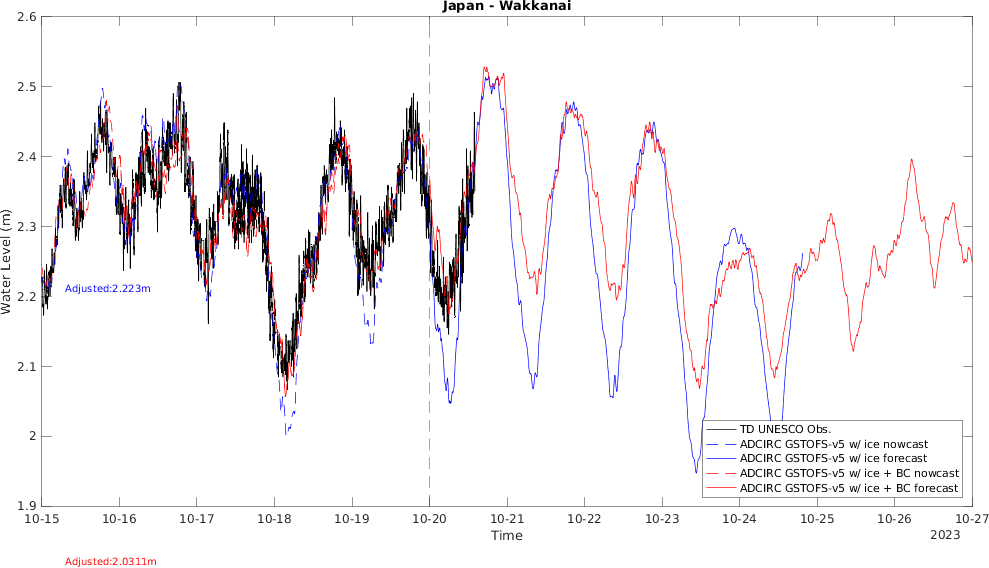 Japan - Wakkanai
Water Level (m)
2.6
2.5
2.4
2.3
2.2
2.1
2
1.9
Adjusted:2.223m
TD UNESCO Obs.
ADCIRC GSTOFS-v5 w/ ice nowcast
ADCIRC GSTOFS-v5 w/ ice forecast
ADCIRC GSTOFS-v5 w/ ice + BC nowcast
ADCIRC GSTOFS-v5 w/ ice + BC forecast
10-15 10-16 10-17 10-18 10-19 10-20 10-21 10-22 10-23 10-24 10-25 10-26 10-27
Time
2023
Adjusted:2.0311m